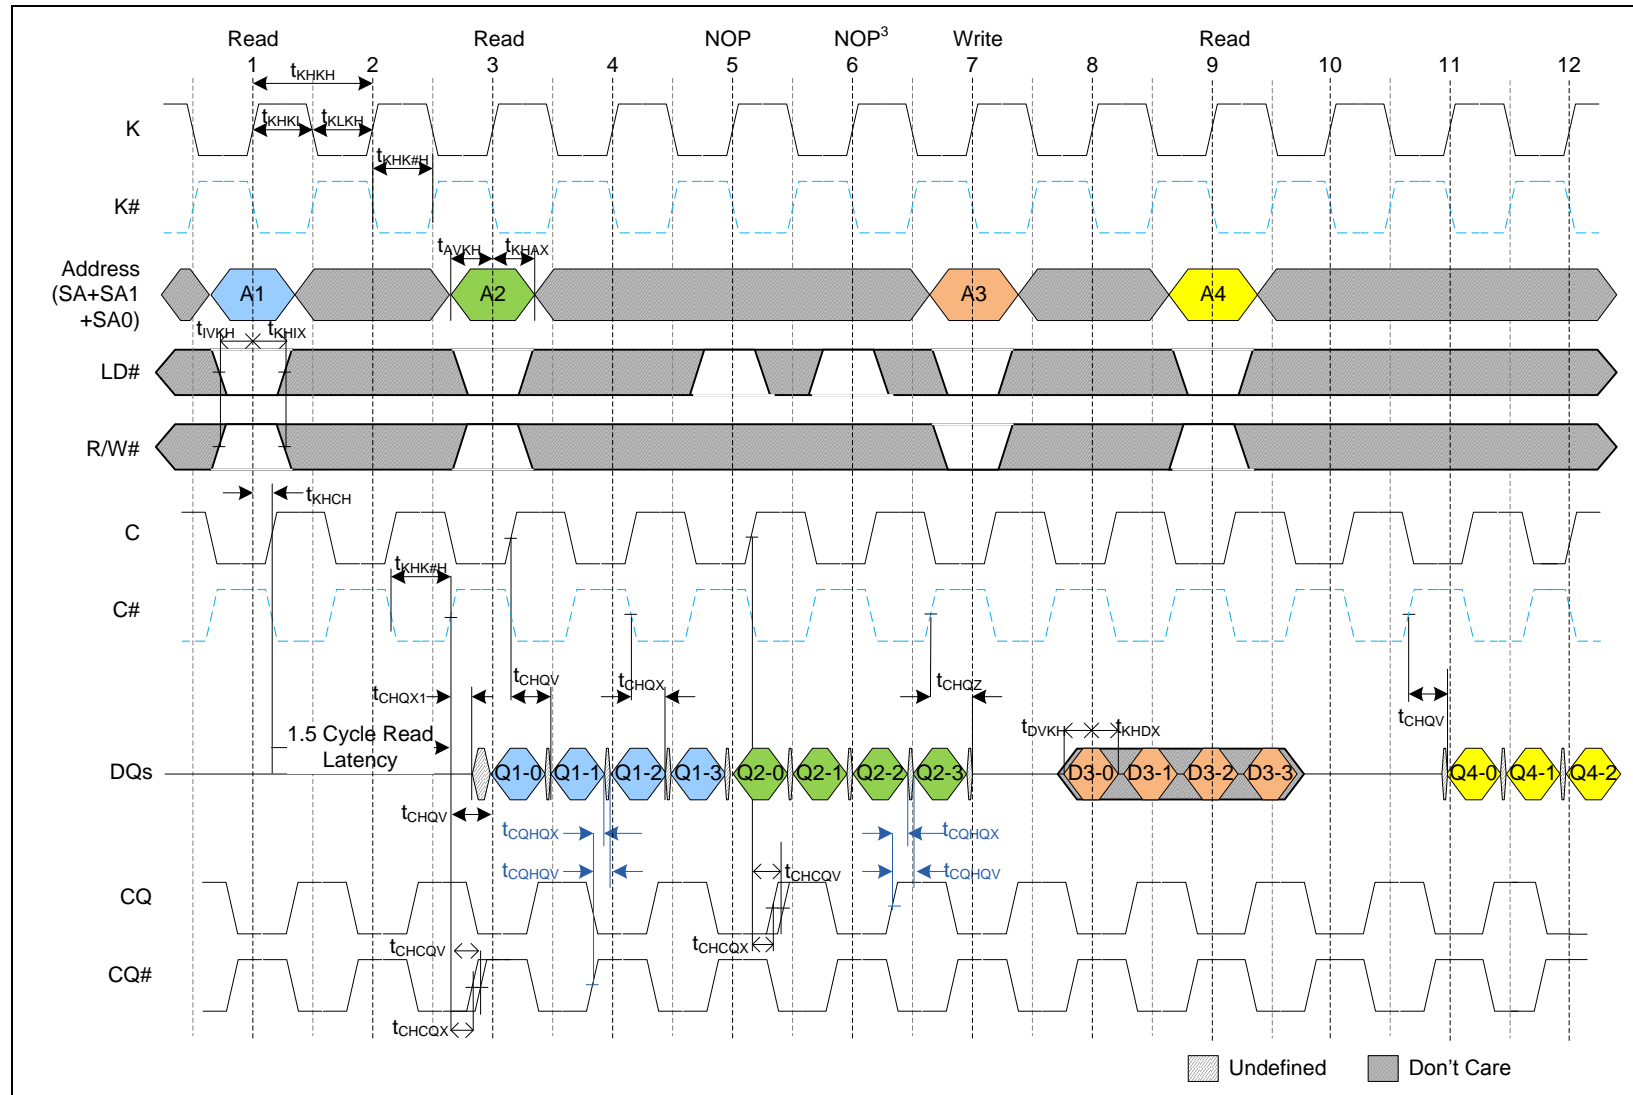 Read Read NOP NOP3 Write Read
1 2 3 4 5 6 7 8 9 10 11 12
tKHKH
K
tKHKL tKLKH
tKHK#H
K#
tAVKH tKHAX
Address
(SA+SA1
+SA0)
A1 A2 A3 A4
tIVKH tKHIX
LD#
R/W#
tKHCH
C
tKHK#H
C#
tCHQX1 tCHQV tCHQX tCHQZ tCHQV
tDVKH tKHDX
1.5 Cycle Read
Latency
DQs
Q1-0 Q1-1 Q1-2 Q1-3 Q2-0 Q2-1 Q2-2 Q2-3 D3-0 D3-1 D3-2 D3-3 Q4-0 Q4-1 Q4-2
tCHQV
tCQHQX tCQHQX
tCQHQV tCHCQV tCQHQV
CQ
tCHCQV tCHCQX
CQ#
tCHCQX
Undefined Don't Care